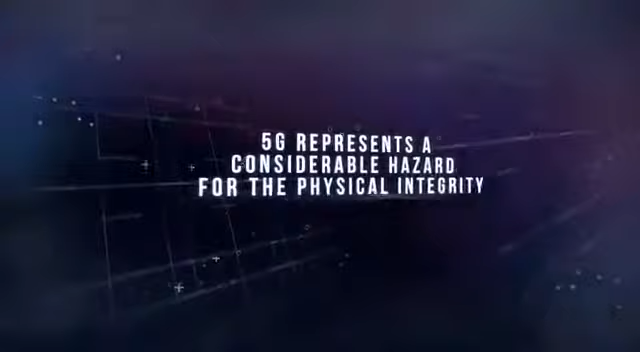 5G REPRESENTS A
CONSIDERABLE HAZARD
FOR THE PHYSICAL INTEGRITY